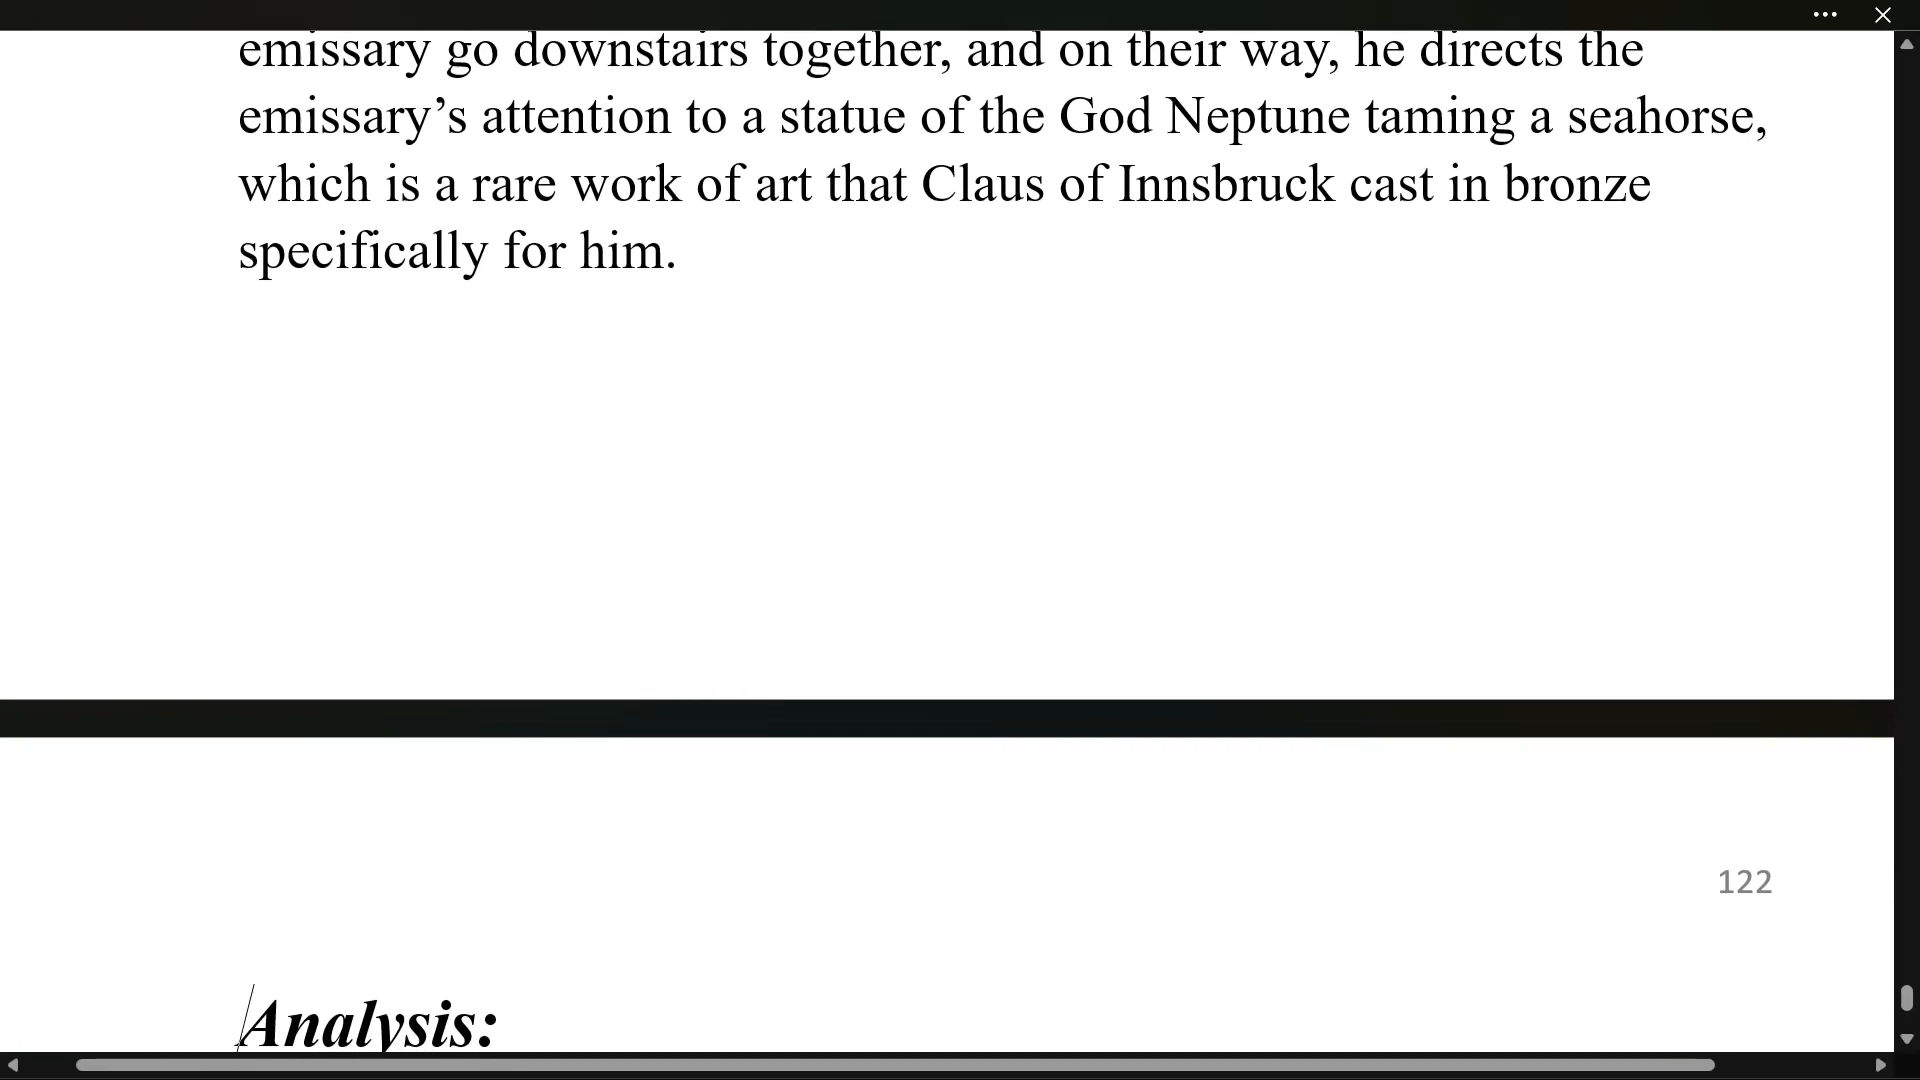 emissary go downstairs together, and on their way, he directs the
emissary’s attention to a statue of the God Neptune taming a seahorse,
which is a rare work of art that Claus of Innsbruck cast in bronze
specifically for him.
122
Analysis: